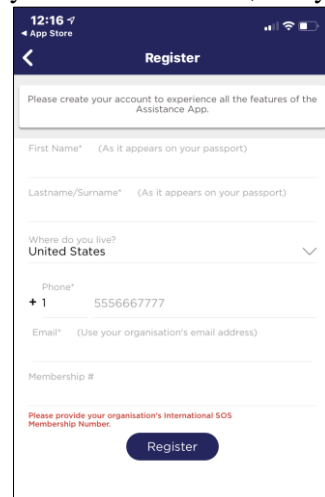 12:16
◀ App Store
Register
Please create your account to experience all the features of the
Assistance App.
First Name* (As it appears on your passport)
Lastname/Surname* (As it appears on your passport)
Where do you live?
United States
Phone*
+ 1 5556667777
Email* (Use your organisation's email address)
Membership #
Please provide your organisation's International SOS
Membership Number.
Register